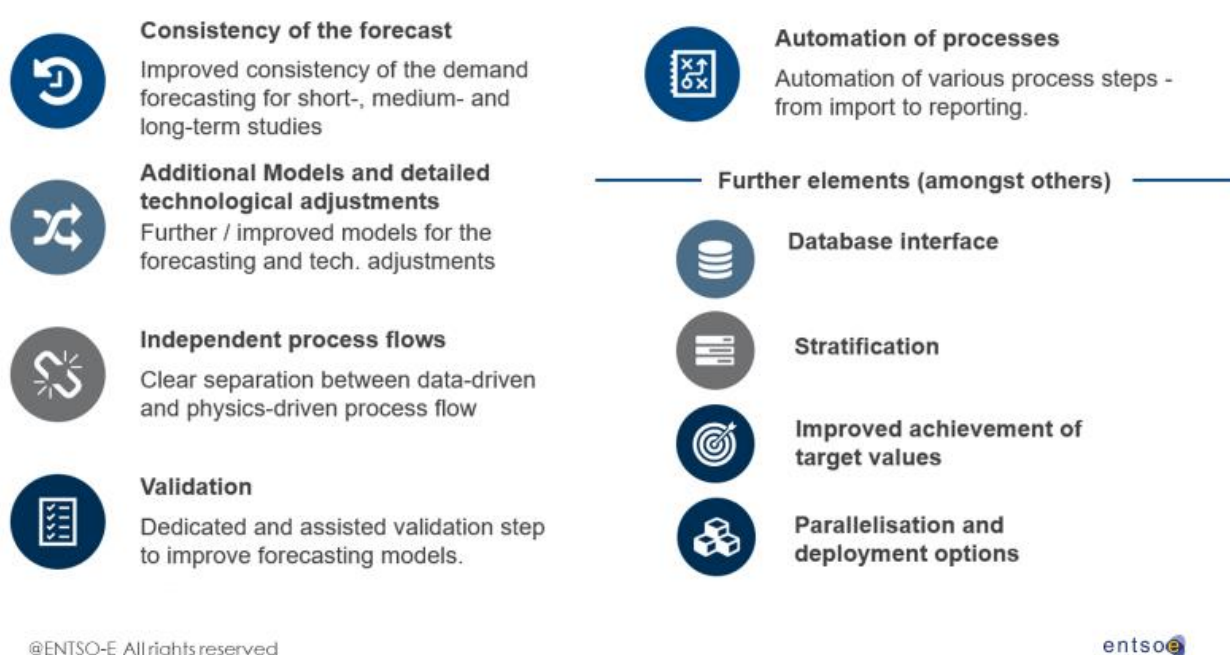 Consistency of the forecast
Improved consistency of the demand
forecasting for short-, medium- and
long-term studies
Additional Models and detailed
technological adjustments
Further / improved models for the
forecasting and tech. adjustments
Independent process flows
Clear separation between data-driven
and physics-driven process flow
Validation
Dedicated and assisted validation step
to improve forecasting models.
Automation of processes
Automation of various process steps -
from import to reporting.
Further elements (amongst others)
Database interface
Stratification
Improved achievement of
target values
Parallelisation and
deployment options
@ENTSO-E All rights reserved
entsoe